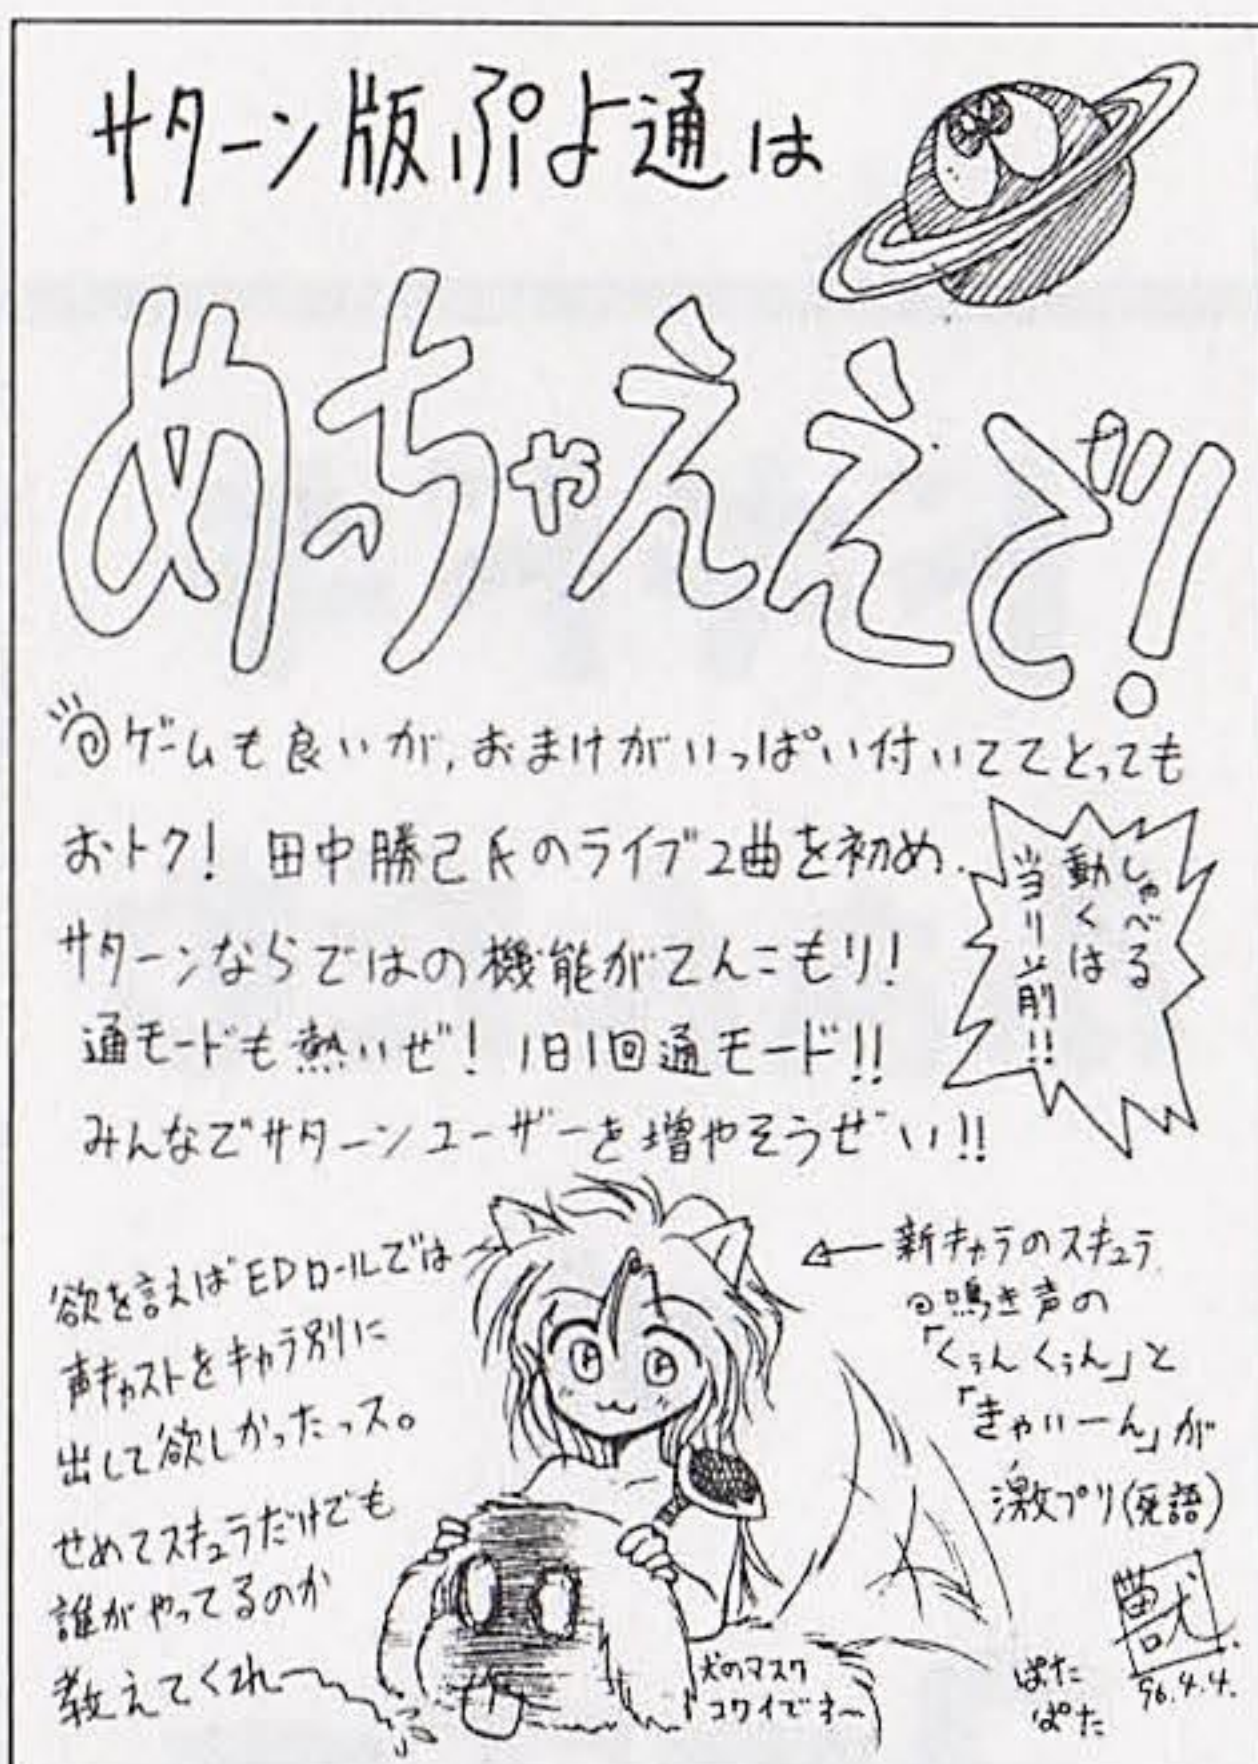 サターン版ぷよ通は
めっちゃええで!
ゲームも良いが,おまけがいっぱい付いててとっても
おトク! 田中勝己氏のライブ2曲を初め、
サターンならではの機能がてんこもり!
通モードも熱いぜ! 1日1回通モード!!
みんなでサターンユーザーを増やそうぜい!!
しゃべる
動くは
当り前!!
欲を言えばEDロールでは
声キャストをキャラ別に
出して欲しかったっス。
せめてスキュラだけでも
誰がやってるのか
教えてくれ〜
←新キャラのスキュラ
鳴き声の
「くぅんくぅん」と
「きゃいーん」が
激プリ(死語)
犬のマスク
コワイでネ〜
ぱた
ぱた
獣
96.4.4.